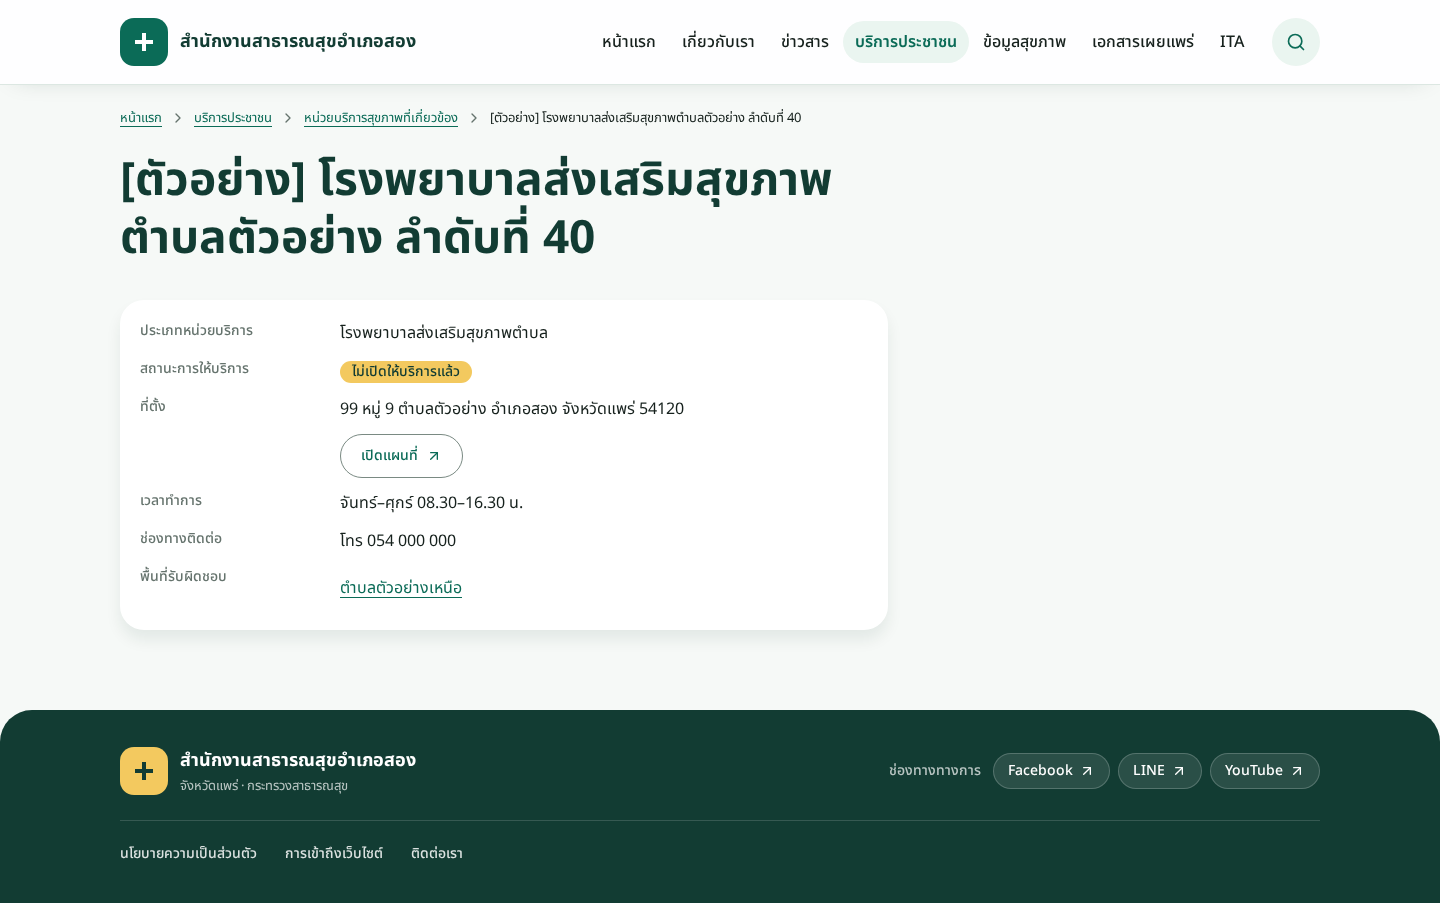 สำนักงานสาธารณสุขอำเภอสอง
หน้าแรก เกี่ยวกับเรา ข่าวสาร บริการประชาชน ข้อมูลสุขภาพ เอกสารเผยแพร่ ITA
หน้าแรก บริการประชาชน หน่วยบริการสุขภาพที่เกี่ยวข้อง [ตัวอย่าง] โรงพยาบาลส่งเสริมสุขภาพตำบลตัวอย่าง ลำดับที่ 40
[ตัวอย่าง] โรงพยาบาลส่งเสริมสุขภาพ
ตำบลตัวอย่าง ลำดับที่ 40
ประเภทหน่วยบริการ โรงพยาบาลส่งเสริมสุขภาพตำบล
สถานะการให้บริการ ไม่เปิดให้บริการแล้ว
ที่ตั้ง 99 หมู่ 9 ตำบลตัวอย่าง อำเภอสอง จังหวัดแพร่ 54120
เปิดแผนที่
เวลาทำการ จันทร์–ศุกร์ 08.30–16.30 น.
ช่องทางติดต่อ โทร 054 000 000
พื้นที่รับผิดชอบ ตำบลตัวอย่างเหนือ
สำนักงานสาธารณสุขอำเภอสอง
จังหวัดแพร่ · กระทรวงสาธารณสุข
ช่องทางทางการ Facebook LINE YouTube
นโยบายความเป็นส่วนตัว การเข้าถึงเว็บไซต์ ติดต่อเรา